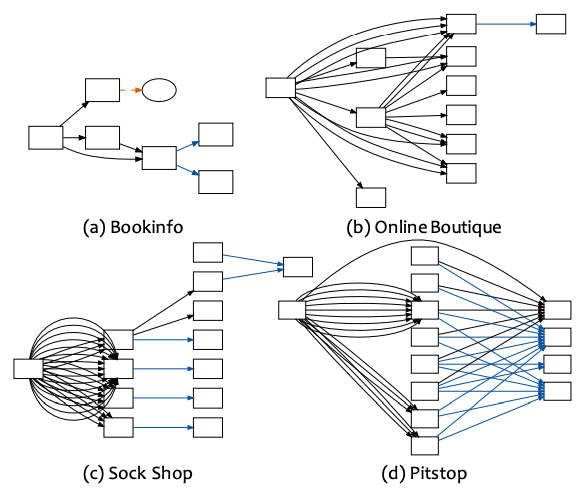 (a) Bookinfo
(b) Online Boutique
(c) Sock Shop
(d) Pitstop